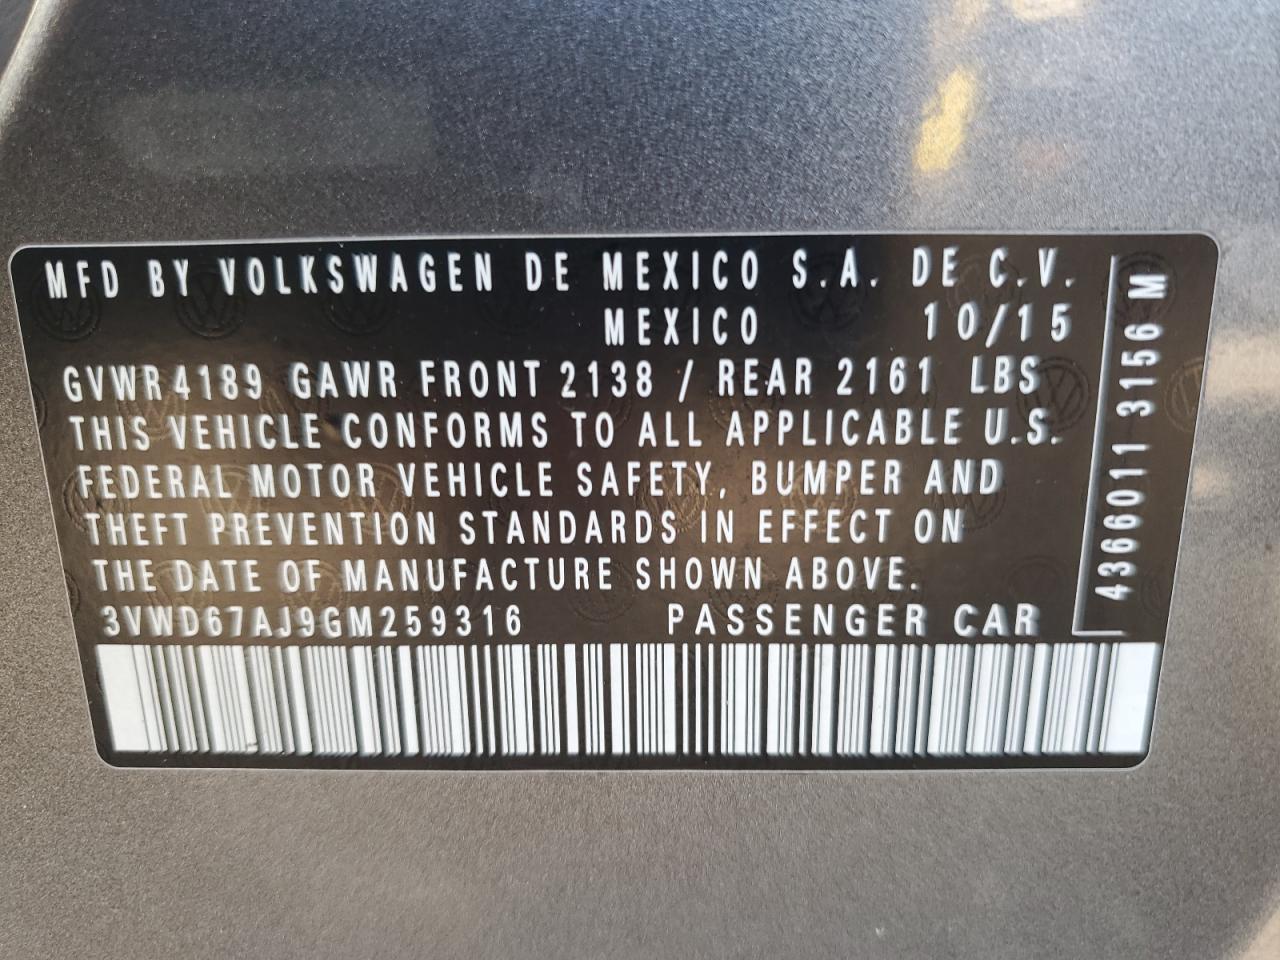 MFD BY VOLKSWAGEN DE MEXICO S.A. DE C.V.
MEXICO 10/15
GVWR 4189 GAWR FRONT 2138 / REAR 2161 LBS
THIS VEHICLE CONFORMS TO ALL APPLICABLE U.S.
FEDERAL MOTOR VEHICLE SAFETY, BUMPER AND
THEFT PREVENTION STANDARDS IN EFFECT ON
THE DATE OF MANUFACTURE SHOWN ABOVE.
3VWD67AJ9GM259316 PASSENGER CAR
4366011 3156 M